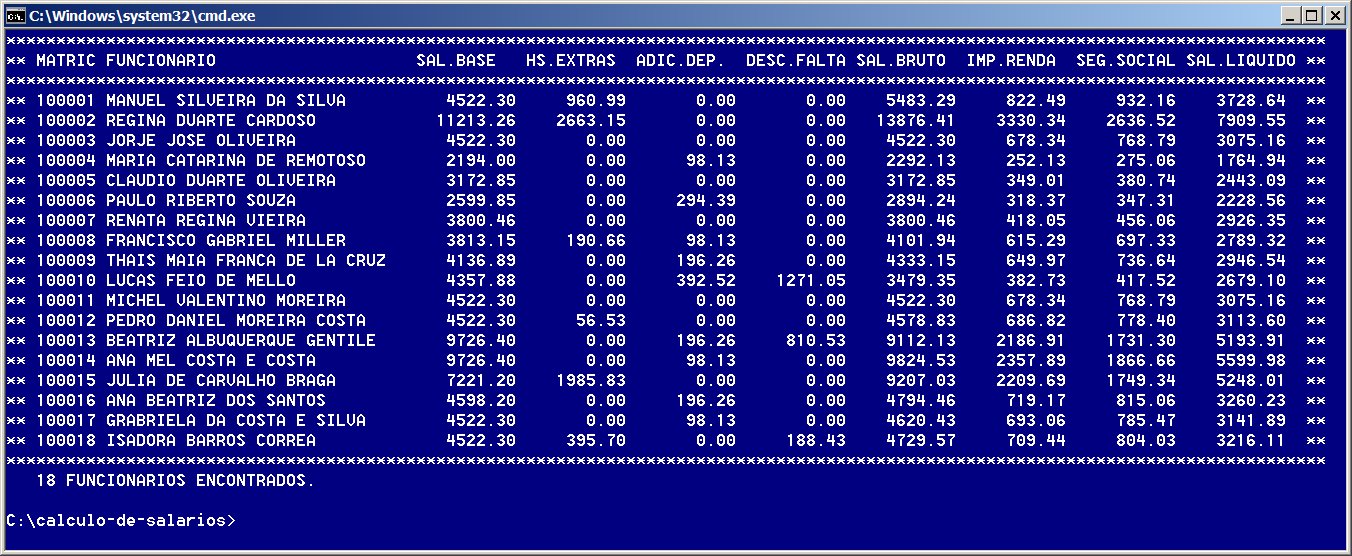 C:\Windows\system32\cmd.exe
************************************************************************************************************************************
** MATRIC FUNCIONARIO                    SAL.BASE   HS.EXTRAS  ADIC.DEP.  DESC.FALTA SAL.BRUTO  IMP.RENDA  SEG.SOCIAL SAL.LIQUIDO **
************************************************************************************************************************************
** 100001 MANUEL SILVEIRA DA SILVA          4522.30     960.99       0.00       0.00    5483.29     822.49     932.16    3728.64  **
** 100002 REGINA DUARTE CARDOSO            11213.26    2663.15       0.00       0.00   13876.41    3330.34    2636.52    7909.55  **
** 100003 JORJE JOSE OLIVEIRA               4522.30       0.00       0.00       0.00    4522.30     678.34     768.79    3075.16  **
** 100004 MARIA CATARINA DE REMOTOSO        2194.00       0.00      98.13       0.00    2292.13     252.13     275.06    1764.94  **
** 100005 CLAUDIO DUARTE OLIVEIRA           3172.85       0.00       0.00       0.00    3172.85     349.01     380.74    2443.09  **
** 100006 PAULO RIBERTO SOUZA               2599.85       0.00     294.39       0.00    2894.24     318.37     347.31    2228.56  **
** 100007 RENATA REGINA VIEIRA              3800.46       0.00       0.00       0.00    3800.46     418.05     456.06    2926.35  **
** 100008 FRANCISCO GABRIEL MILLER          3813.15     190.66      98.13       0.00    4101.94     615.29     697.33    2789.32  **
** 100009 THAIS MAIA FRANCA DE LA CRUZ      4136.89       0.00     196.26       0.00    4333.15     649.97     736.64    2946.54  **
** 100010 LUCAS FEIO DE MELLO               4357.88       0.00     392.52    1271.05    3479.35     382.73     417.52    2679.10  **
** 100011 MICHEL VALENTINO MOREIRA          4522.30       0.00       0.00       0.00    4522.30     678.34     768.79    3075.16  **
** 100012 PEDRO DANIEL MOREIRA COSTA        4522.30      56.53       0.00       0.00    4578.83     686.82     778.40    3113.60  **
** 100013 BEATRIZ ALBUQUERQUE GENTILE       9726.40       0.00     196.26     810.53    9112.13    2186.91    1731.30    5193.91  **
** 100014 ANA MEL COSTA E COSTA             9726.40       0.00      98.13       0.00    9824.53    2357.89    1866.66    5599.98  **
** 100015 JULIA DE CARVALHO BRAGA           7221.20    1985.83       0.00       0.00    9207.03    2209.69    1749.34    5248.01  **
** 100016 ANA BEATRIZ DOS SANTOS            4598.20       0.00     196.26       0.00    4794.46     719.17     815.06    3260.23  **
** 100017 GRABRIELA DA COSTA E SILVA        4522.30       0.00      98.13       0.00    4620.43     693.06     785.47    3141.89  **
** 100018 ISADORA BARROS CORREA             4522.30     395.70       0.00     188.43    4729.57     709.44     804.03    3216.11  **
************************************************************************************************************************************
18 FUNCIONARIOS ENCONTRADOS.
C:\calculo-de-salarios>